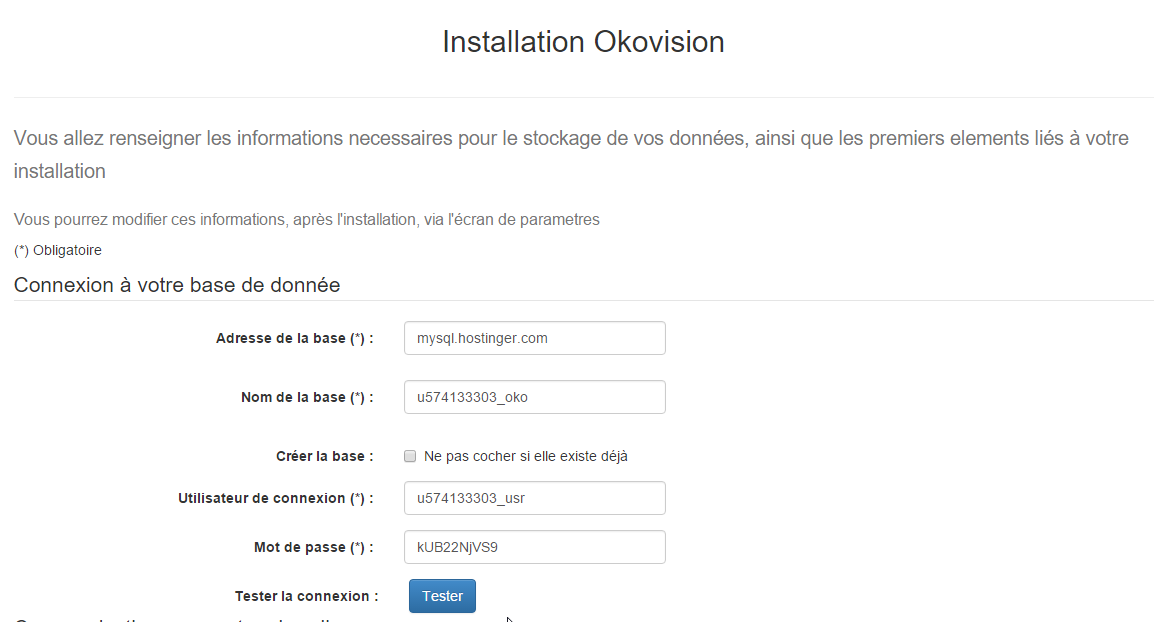 Installation Okovision
Vous allez renseigner les informations necessaires pour le stockage de vos données, ainsi que les premiers elements liés à votre
installation
Vous pourrez modifier ces informations, après l'installation, via l'écran de parametres
(*) Obligatoire
Connexion à votre base de donnée
Adresse de la base (*) : mysql.hostinger.com
Nom de la base (*) : u574133303_oko
Créer la base : Ne pas cocher si elle existe déjà
Utilisateur de connexion (*) : u574133303_usr
Mot de passe (*) : kUB22NjVS9
Tester la connexion : Tester